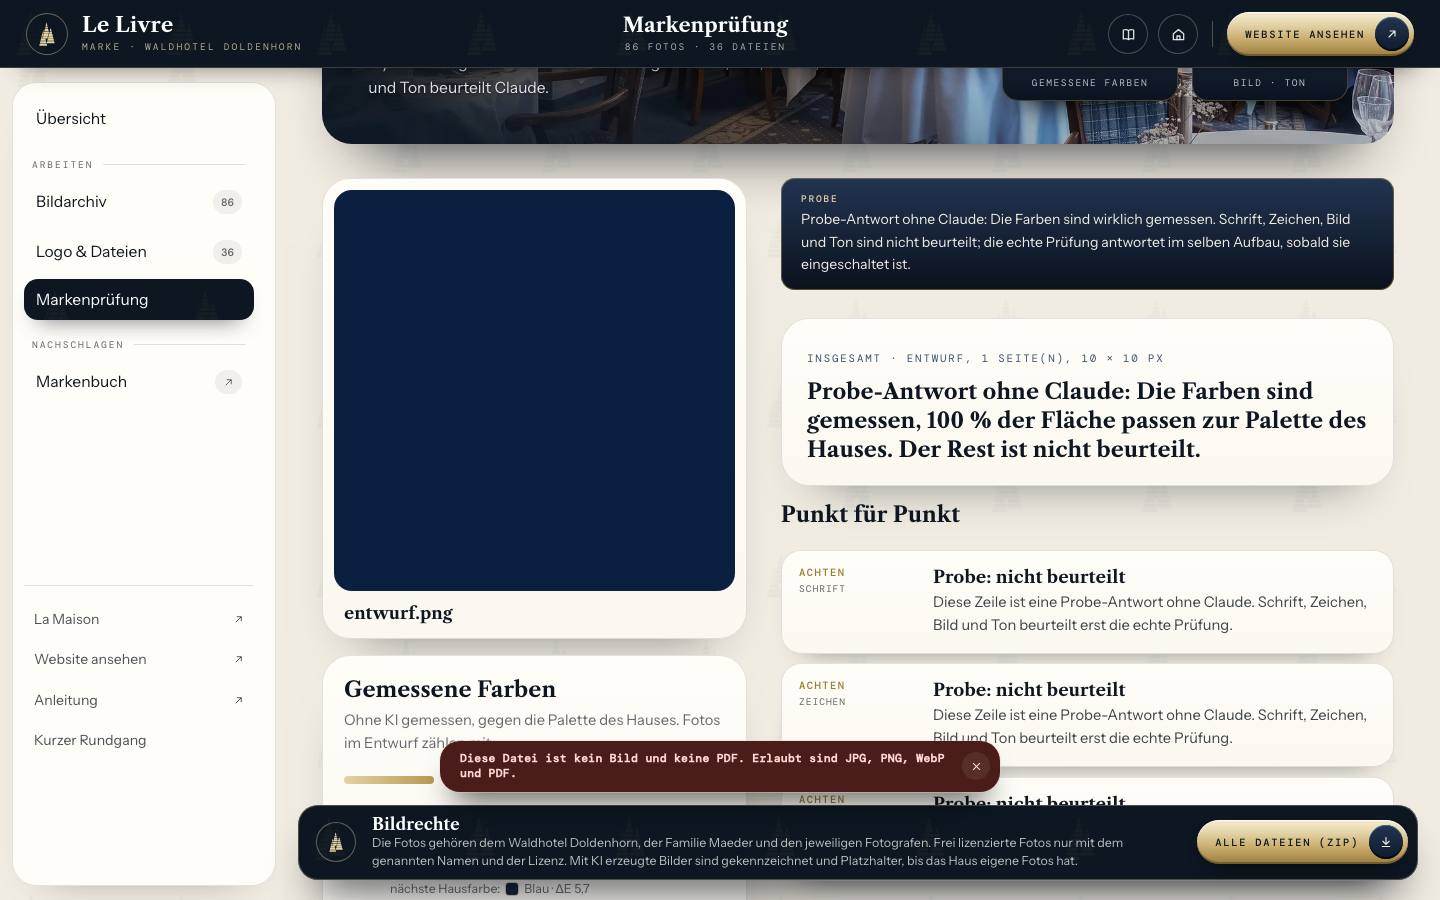 Le Livre
MARKE · WALDHOTEL DOLDENHORN
Markenprüfung
86 FOTOS · 36 DATEIEN
WEBSITE ANSEHEN
Übersicht
ARBEITEN
Bildarchiv
86
Logo & Dateien
36
Markenprüfung
NACHSCHLAGEN
Markenbuch
La Maison
Website ansehen
Anleitung
Kurzer Rundgang
und Ton beurteilt Claude.
GEMESSENE FARBEN
BILD · TON
entwurf.png
Gemessene Farben
Ohne KI gemessen, gegen die Palette des Hauses. Fotos
im Entwurf zählen mit.
nächste Hausfarbe: Blau · ΔE 5,7
PROBE
Probe-Antwort ohne Claude: Die Farben sind wirklich gemessen. Schrift, Zeichen, Bild
und Ton sind nicht beurteilt; die echte Prüfung antwortet im selben Aufbau, sobald sie
eingeschaltet ist.
INSGESAMT · ENTWURF, 1 SEITE(N), 10 × 10 PX
Probe-Antwort ohne Claude: Die Farben sind
gemessen, 100 % der Fläche passen zur Palette des
Hauses. Der Rest ist nicht beurteilt.
Punkt für Punkt
ACHTEN
SCHRIFT
Probe: nicht beurteilt
Diese Zeile ist eine Probe-Antwort ohne Claude. Schrift, Zeichen,
Bild und Ton beurteilt erst die echte Prüfung.
ACHTEN
ZEICHEN
Probe: nicht beurteilt
Diese Zeile ist eine Probe-Antwort ohne Claude. Schrift, Zeichen,
Bild und Ton beurteilt erst die echte Prüfung.
ACHTEN
Probe: nicht beurteilt
Diese Datei ist kein Bild und keine PDF. Erlaubt sind JPG, PNG, WebP
und PDF.
Bildrechte
Die Fotos gehören dem Waldhotel Doldenhorn, der Familie Maeder und den jeweiligen Fotografen. Frei lizenzierte Fotos nur mit dem
genannten Namen und der Lizenz. Mit KI erzeugte Bilder sind gekennzeichnet und Platzhalter, bis das Haus eigene Fotos hat.
ALLE DATEIEN (ZIP)